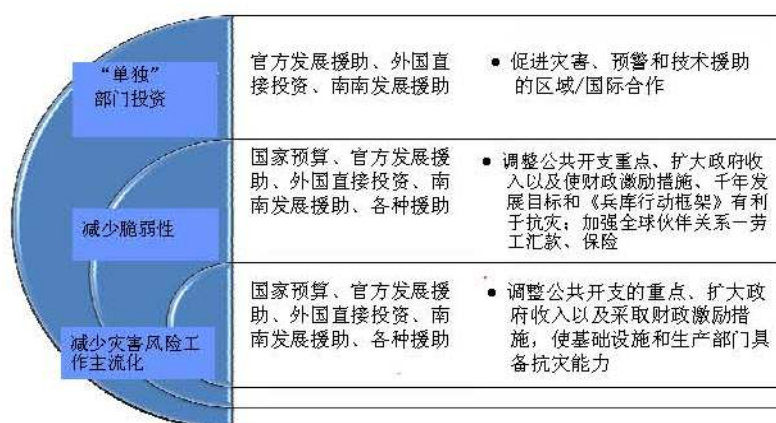 “单独”
部门投资
官方发展援助、外国直
接投资、南南发展援助
• 促进灾害、预警和技术援助
的区域/国际合作
减少脆弱性
国家预算、官方发展援
助、外国直接投资、南
南发展援助、各种援助
• 调整公共开支重点、扩大政府收
入以及使财政激励措施、千年发
展目标和《兵库行动框架》有利
于抗灾；加强全球伙伴关系—劳
工汇款、保险
减少灾害风险工
作主流化
国家预算、官方发展援
助、外国直接投资、南
南发展援助、各种援助
• 调整公共开支的重点、扩大政
府收入以及采取财政激励措
施，使基础设施和生产部门具
备抗灾能力